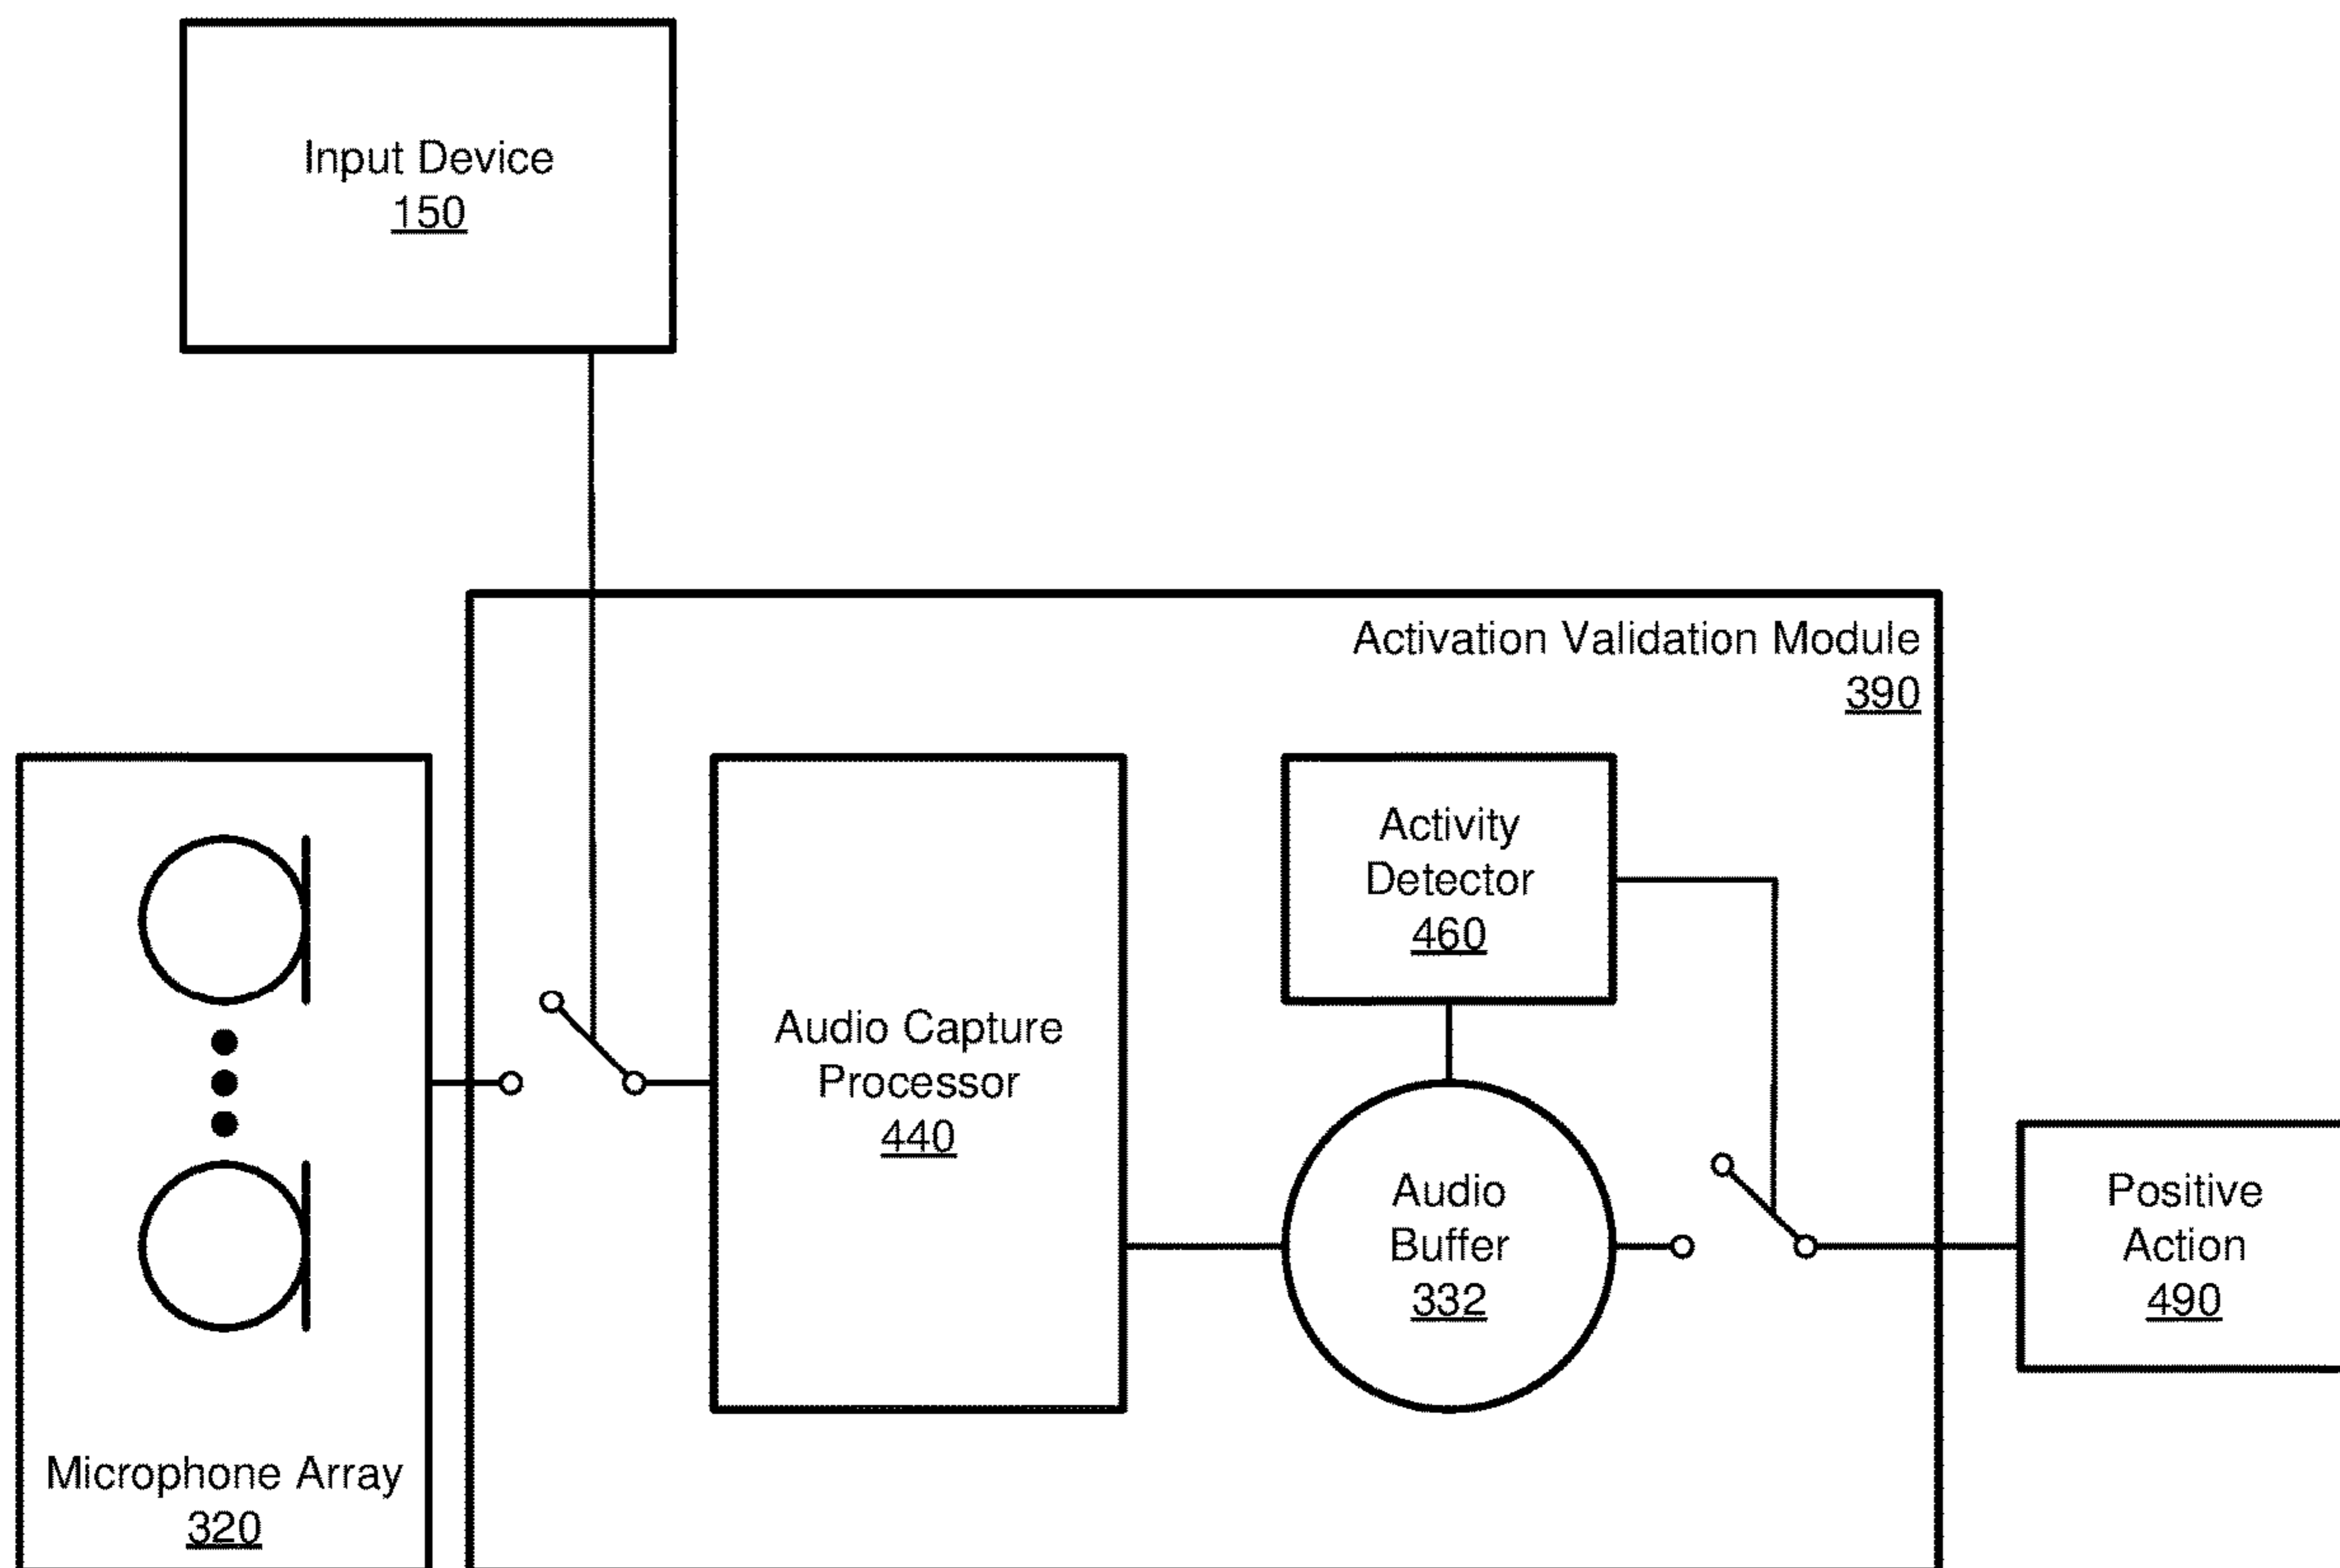 Input Device
150
Activation Validation Module
390
Activity
Detector
460
Audio Capture
Processor
440
Audio
Buffer
332
Positive
Action
490
Microphone Array
320